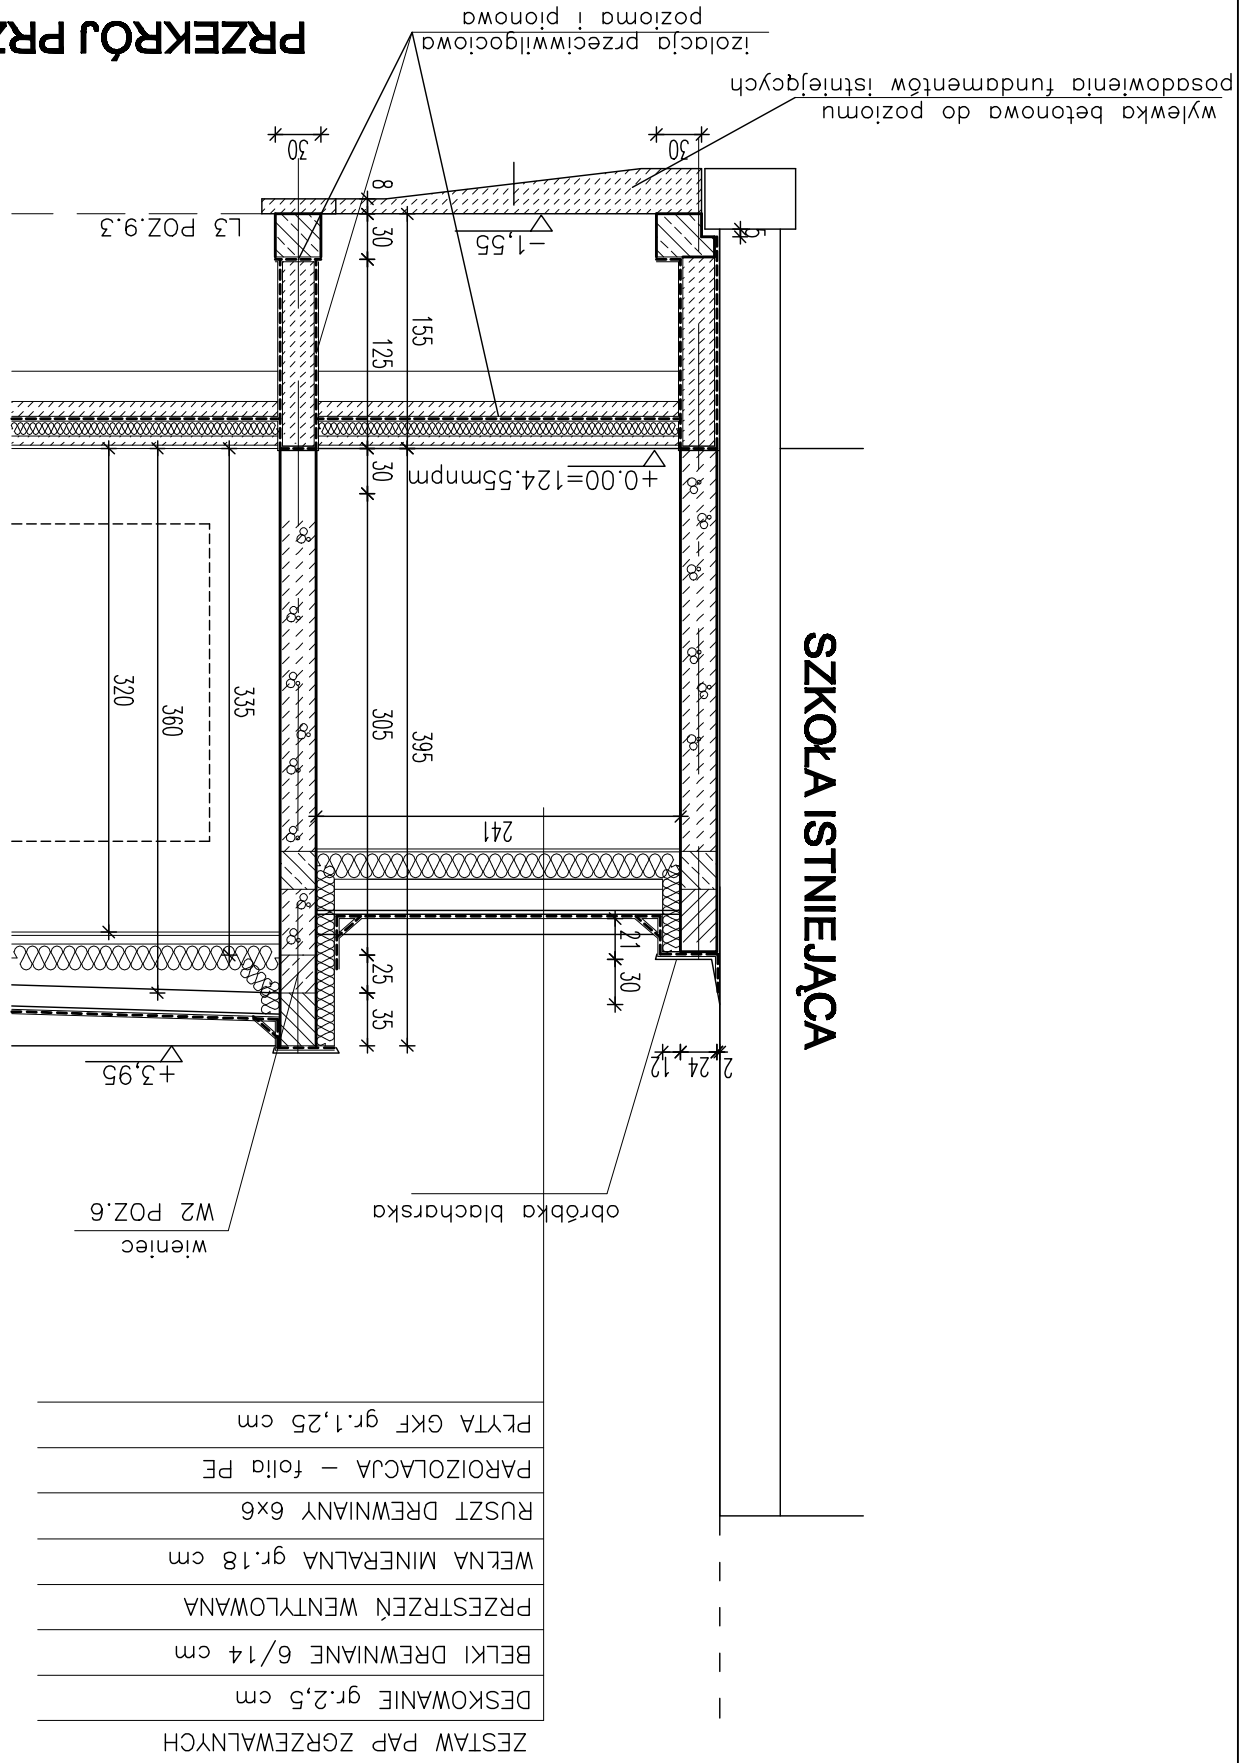 ZESTAW PAP ZGRZEWALNYCH
DESKOWANIE gr.2,5 cm
BELKI DREWNIANE 6/14 cm
PRZESTRZEŃ WENTYLOWANA
WEŁNA MINERALNA gr.18 cm
RUSZT DREWNIANY 6x6
PAROIZOLACJA – folia PE
PŁYTA GKF gr.1,25 cm
wieniec
W2 POZ.6
obróbka blacharska
+3,95
2
24
12
35
25
30
21
SZKOŁA ISTNIEJĄCA
241
395
305
335
360
320
30
+0.00=124.55mnpm
125
155
30
8
-1,55
5
L3 POZ.9.3
30
30
wylewka betonowa do poziomu
posadowienia fundamentów istniejących
izolacja przeciwwilgociowa
pozioma i pionowa
PRZEKRÓJ PRZ